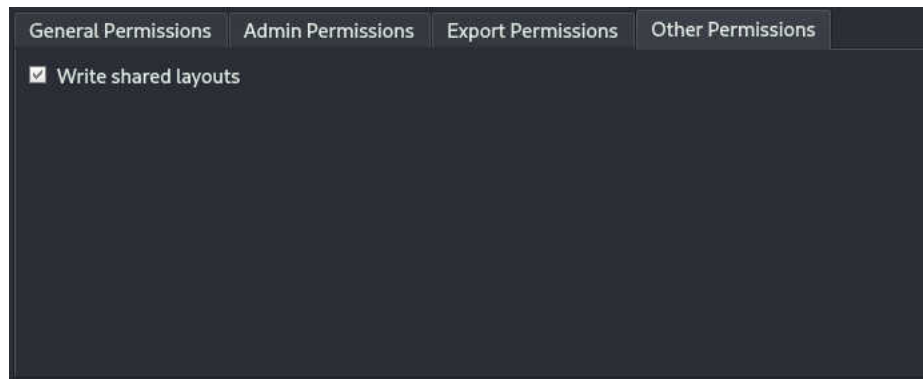 General Permissions Admin Permissions Export Permissions Other Permissions
Write shared layouts